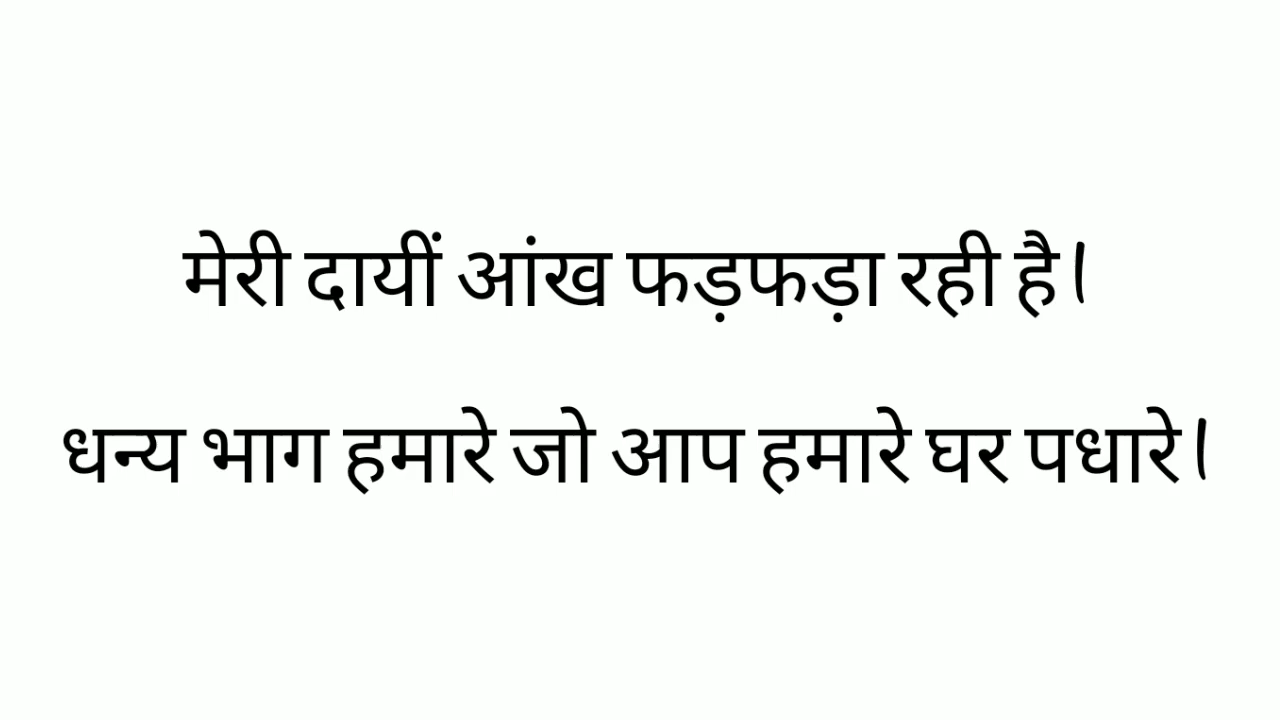 मेरी दायीं आंख फड़फड़ा रही है।
धन्य भाग हमारे जो आप हमारे घर पधारे।